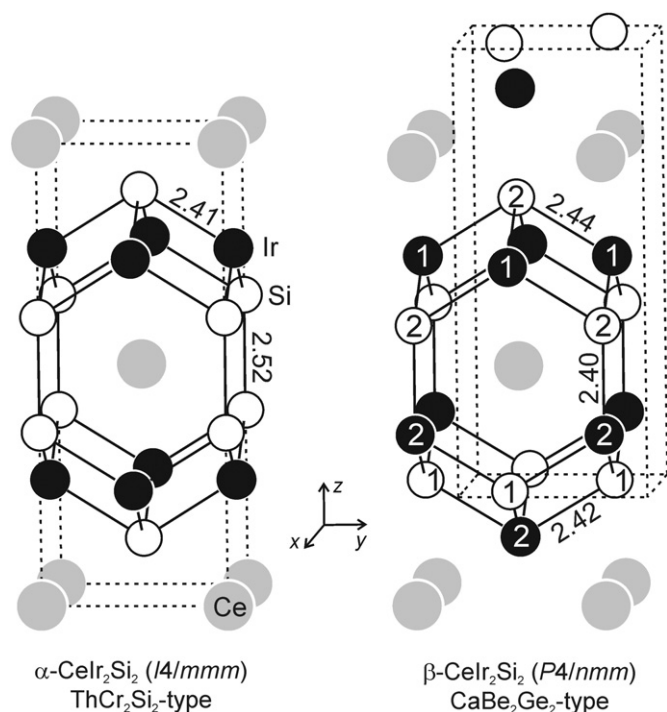 2.41
Ir
Si
2.52
Ce
α-CeIr₂Si₂ (I4/mmm)
ThCr₂Si₂-type
z
x
y
2
2.44
1
1
1
2
2
2.40
2
2
1
1
1
2
2.42
β-CeIr₂Si₂ (P4/nmm)
CaBe₂Ge₂-type